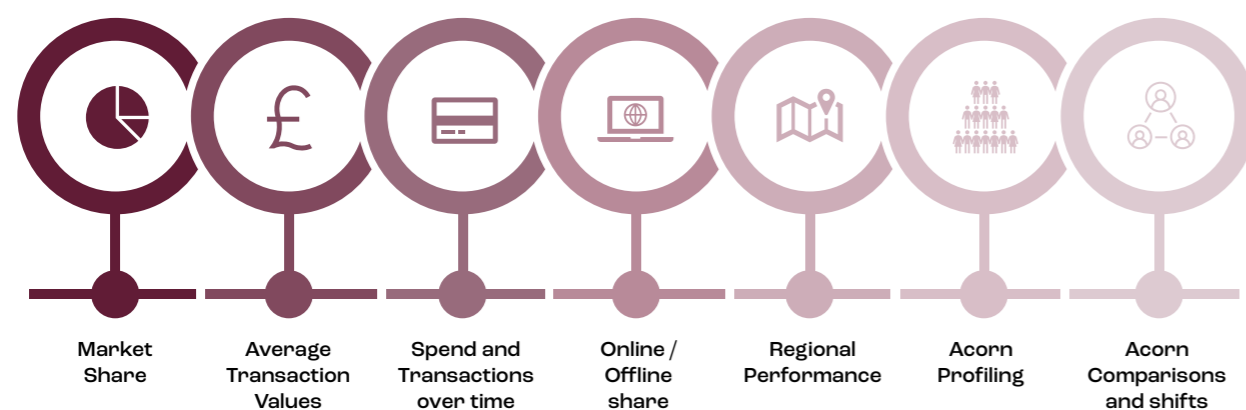 Market
Share
Average
Transaction
Values
Spend and
Transactions
over time
Online /
Offline
share
Regional
Performance
Acorn
Profiling
Acorn
Comparisons
and shifts